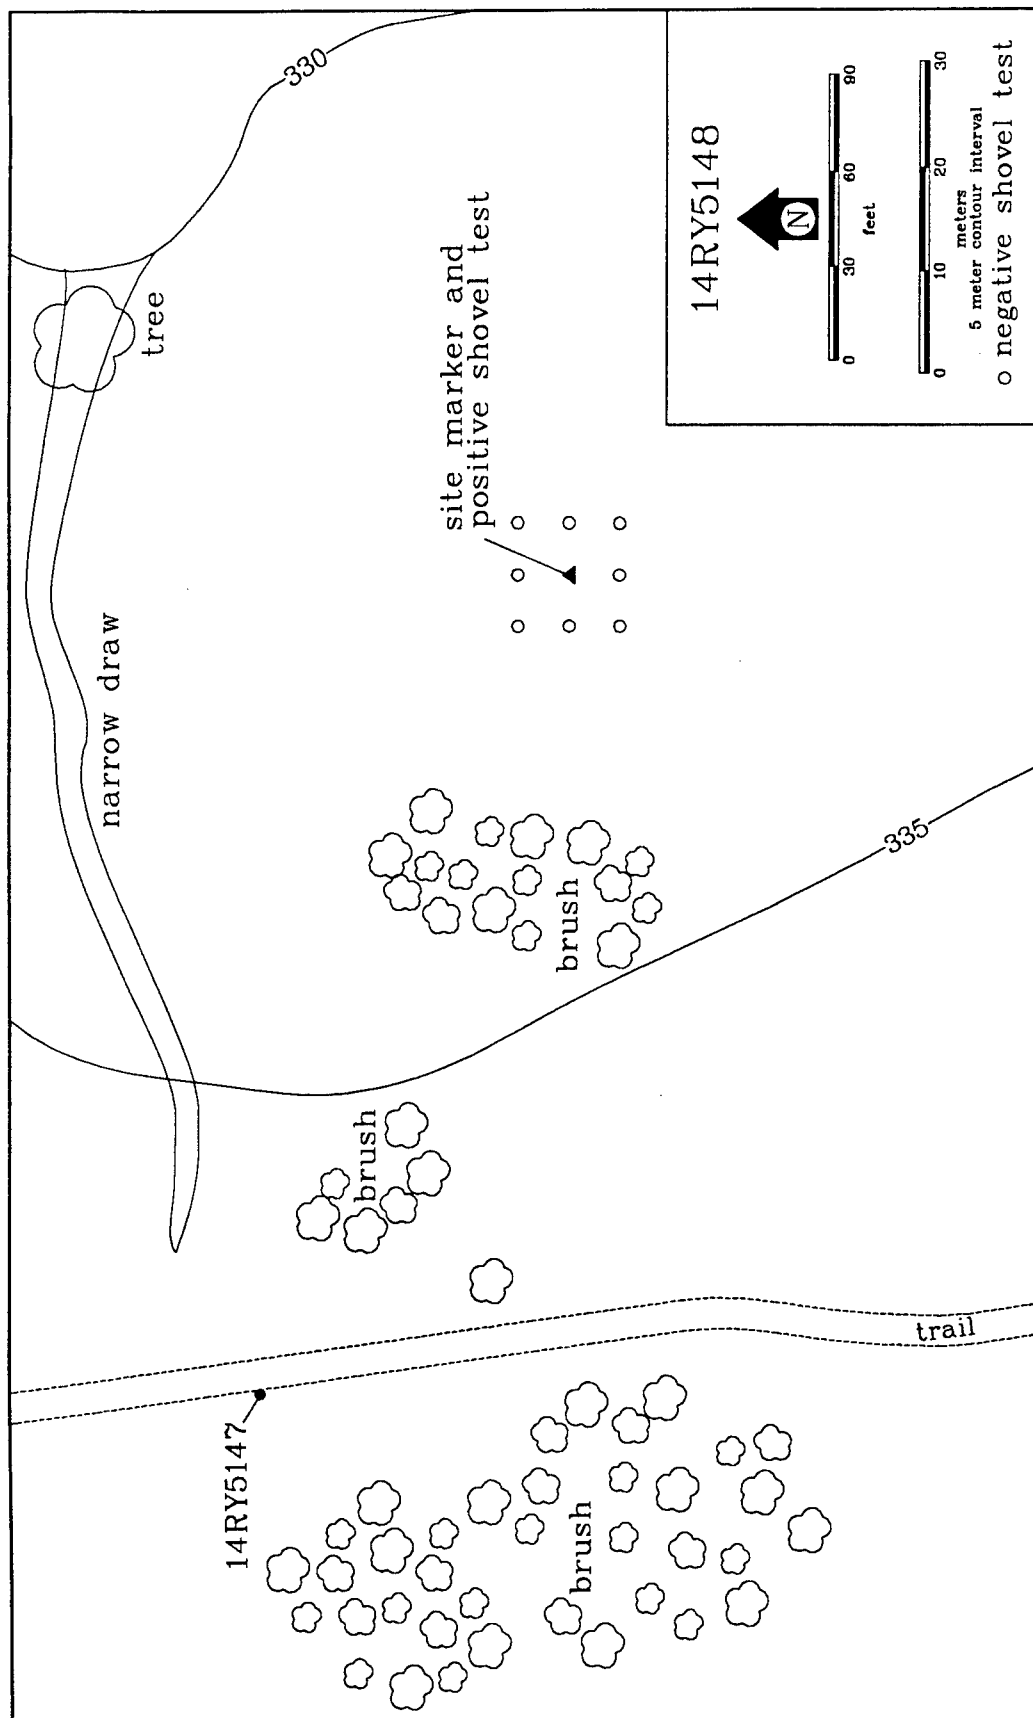 330
tree
narrow draw
site marker and
positive shovel test
brush
335
brush
trail
14RY5147
brush
14RY5148
N
0 30 60 90
feet
0 10 20 30
meters
5 meter contour interval
o negative shovel test